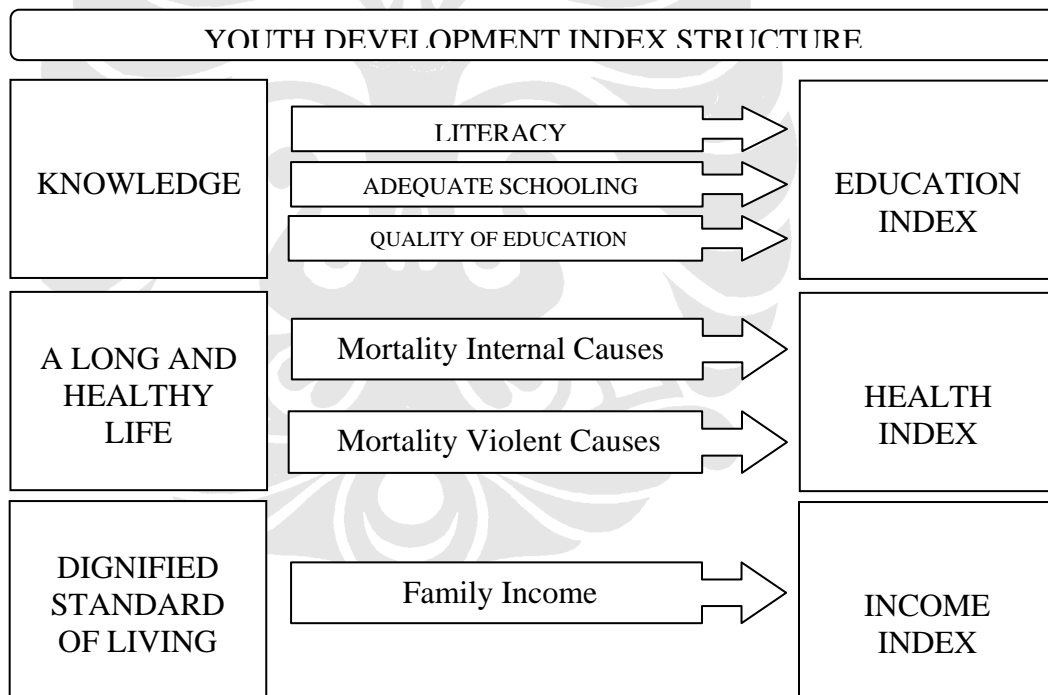 YOUTH DEVELOPMENT INDEX STRUCTURE
KNOWLEDGE
LITERACY
ADEQUATE SCHOOLING
QUALITY OF EDUCATION
EDUCATION
INDEX
A LONG AND
HEALTHY
LIFE
Mortality Internal Causes
Mortality Violent Causes
HEALTH
INDEX
DIGNIFIED
STANDARD
OF LIVING
Family Income
INCOME
INDEX